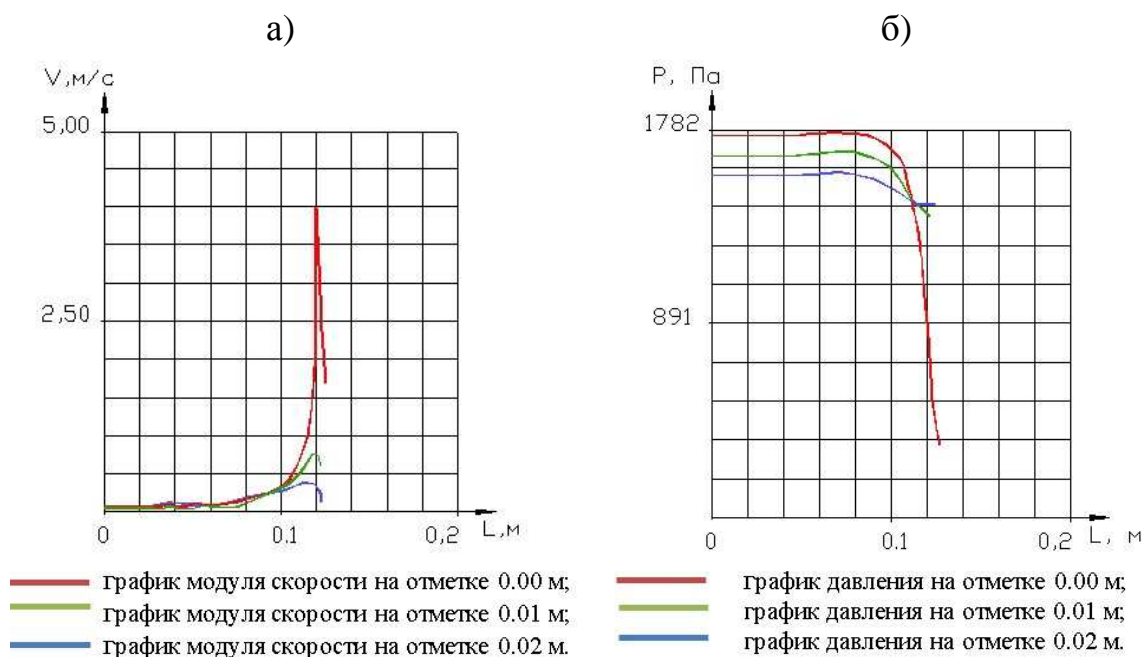 а)
б)
V,м/с
5,00
2,50
0
0.1
0,2
L,м
P, Па
1782
891
0
0.1
0,2
L, м
график модуля скорости на отметке 0.00 м;
график модуля скорости на отметке 0.01 м;
график модуля скорости на отметке 0.02 м.
график давления на отметке 0.00 м;
график давления на отметке 0.01 м;
график давления на отметке 0.02 м.